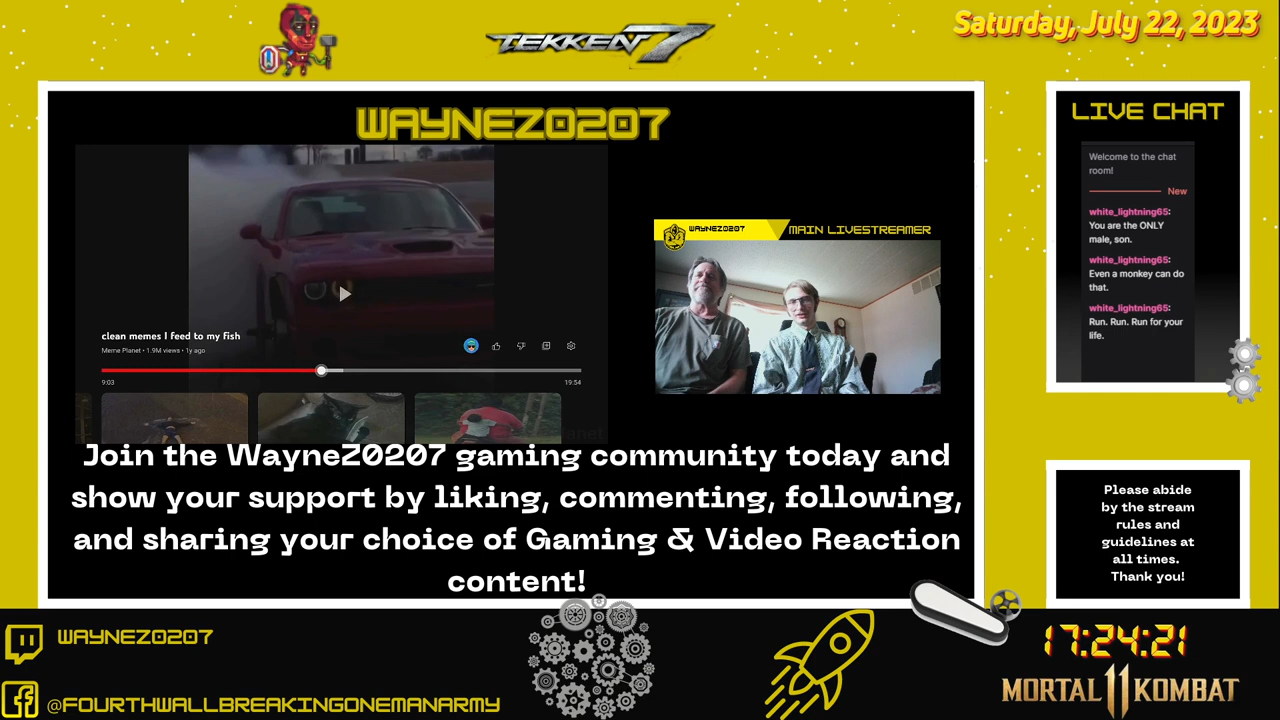 TEKKEN 7
Saturday, July 22, 2023
WAYNEZ0207
clean memes I feed to my fish
Meme Planet • 1.9M views • 1y ago
9:03
19:54
WAYNEZ0207
MAIN LIVESTREAMER
Join the WayneZ0207 gaming community today and
show your support by liking, commenting, following,
and sharing your choice of Gaming & Video Reaction
content!
LIVE CHAT
Welcome to the chat
room!
New
white_lightning65:
You are the ONLY
male, son.
white_lightning65:
Even a monkey can do
that.
white_lightning65:
Run. Run. Run for your
life.
Please abide
by the stream
rules and
guidelines at
all times.
Thank you!
WAYNEZ0207
@FOURTHWALLBREAKINGONEMANARMY
17:24:21
MORTAL 11 KOMBAT